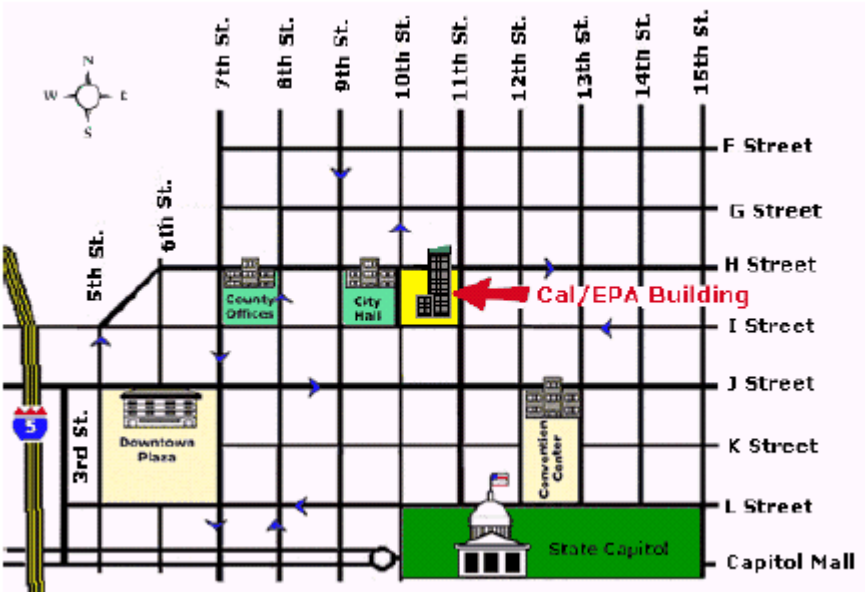 7th St.
8th St.
9th St.
10th St.
11th St.
12th St.
13th St.
14th St.
15th St.
N
W E
S
F Street
G Street
5th St.
6th St.
H Street
County
Offices
City
Hall
Cal/EPA Building
I Street
J Street
5
3rd St.
Downtown
Plaza
Convention
Center
K Street
L Street
State Capitol
Capitol Mall